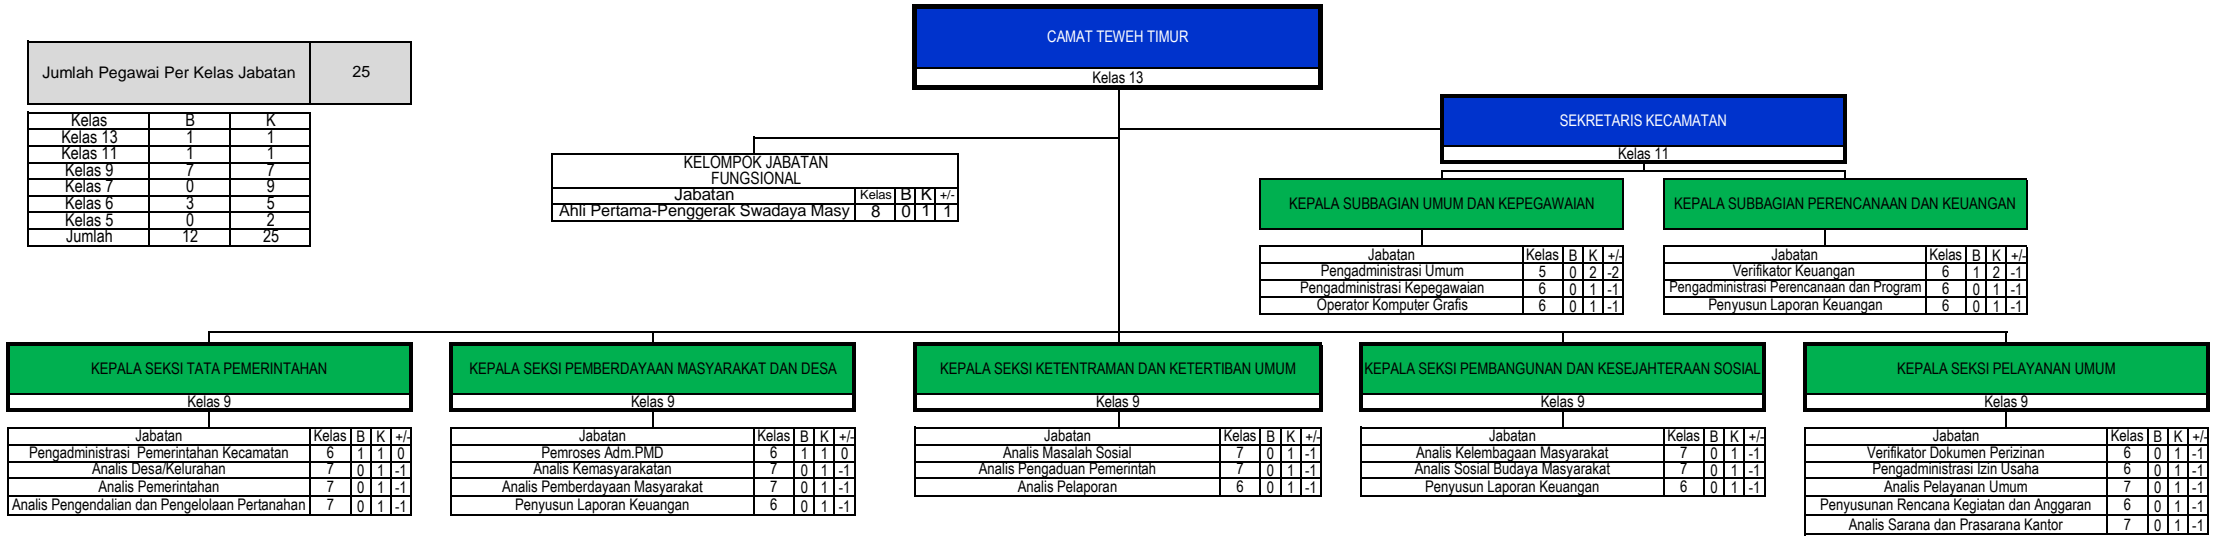 CAMAT TEWEH TIMUR
Kelas 13
Jumlah Pegawai Per Kelas Jabatan 25
Kelas B K
Kelas 13 1 1
Kelas 11 1 1
Kelas 9 7 7
Kelas 7 0 9
Kelas 6 3 5
Kelas 5 0 2
Jumlah 12 25
SEKRETARIS KECAMATAN
Kelas 11
KELOMPOK JABATAN
FUNGSIONAL
Jabatan Kelas B K +/-
Ahli Pertama-Penggerak Swadaya Masy 8 0 1 1
KEPALA SUBBAGIAN UMUM DAN KEPEGAWAIAN
Jabatan Kelas B K +/-
Pengadministrasi Umum 5 0 2 -2
Pengadministrasi Kepegawaian 6 0 1 -1
Operator Komputer Grafis 6 0 1 -1
KEPALA SUBBAGIAN PERENCANAAN DAN KEUANGAN
Jabatan Kelas B K +/-
Verifikator Keuangan 6 1 2 -1
Pengadministrasi Perencanaan dan Program 6 0 1 -1
Penyusun Laporan Keuangan 6 0 1 -1
KEPALA SEKSI TATA PEMERINTAHAN
Kelas 9
Jabatan Kelas B K +/-
Pengadministrasi Pemerintahan Kecamatan 6 1 1 0
Analis Desa/Kelurahan 7 0 1 -1
Analis Pemerintahan 7 0 1 -1
Analis Pengendalian dan Pengelolaan Pertanahan 7 0 1 -1
KEPALA SEKSI PEMBERDAYAAN MASYARAKAT DAN DESA
Kelas 9
Jabatan Kelas B K +/-
Pemroses Adm.PMD 6 1 1 0
Analis Kemasyarakatan 7 0 1 -1
Analis Pemberdayaan Masyarakat 7 0 1 -1
Penyusun Laporan Keuangan 6 0 1 -1
KEPALA SEKSI KETENTRAMAN DAN KETERTIBAN UMUM
Kelas 9
Jabatan Kelas B K +/-
Analis Masalah Sosial 7 0 1 -1
Analis Pengaduan Pemerintah 7 0 1 -1
Analis Pelaporan 6 0 1 -1
KEPALA SEKSI PEMBANGUNAN DAN KESEJAHTERAAN SOSIAL
Kelas 9
Jabatan Kelas B K +/-
Analis Kelembagaan Masyarakat 7 0 1 -1
Analis Sosial Budaya Masyarakat 7 0 1 -1
Penyusun Laporan Keuangan 6 0 1 -1
KEPALA SEKSI PELAYANAN UMUM
Kelas 9
Jabatan Kelas B K +/-
Verifikator Dokumen Perizinan 6 0 1 -1
Pengadministrasi Izin Usaha 6 0 1 -1
Analis Pelayanan Umum 7 0 1 -1
Penyusunan Rencana Kegiatan dan Anggaran 6 0 1 -1
Analis Sarana dan Prasarana Kantor 7 0 1 -1